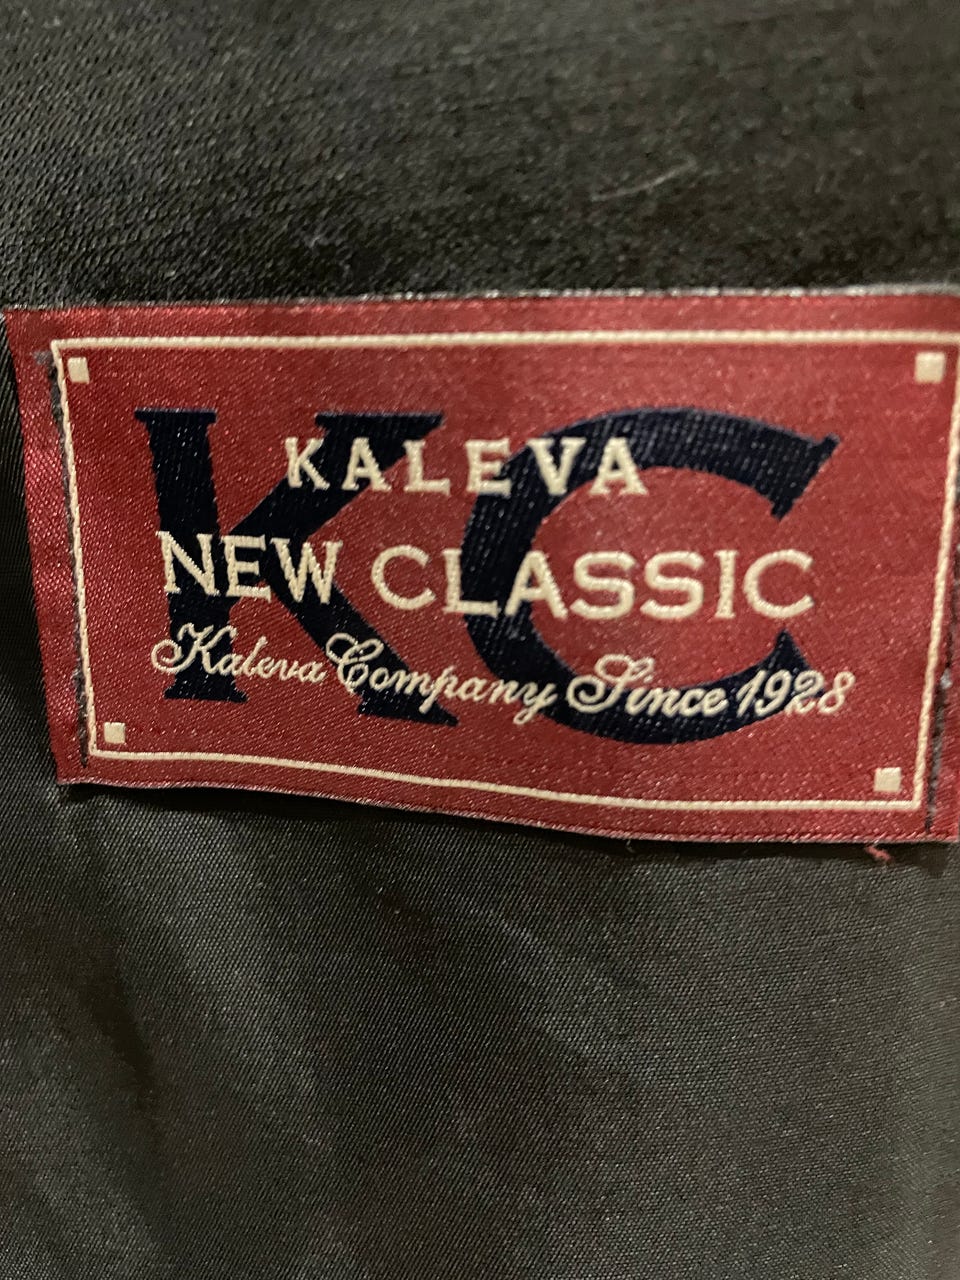 KC
KALEVA
NEW CLASSIC
Kaleva Company Since 1928